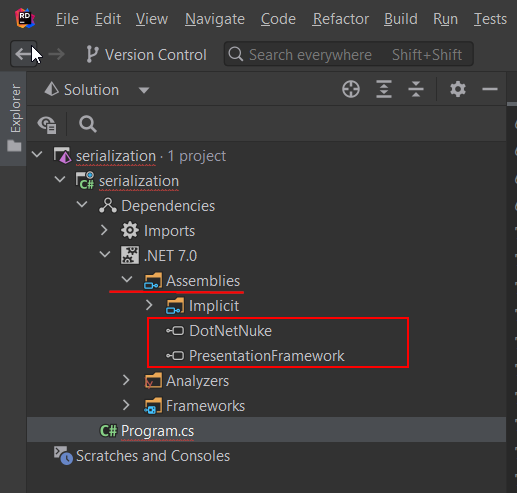 RD File Edit View Navigate Code Refactor Build Run Tests
Version Control Search everywhere Shift+Shift
Explorer
Solution
serialization · 1 project
C# serialization
Dependencies
Imports
.NET 7.0
Assemblies
Implicit
DotNetNuke
PresentationFramework
Analyzers
Frameworks
C# Program.cs
Scratches and Consoles